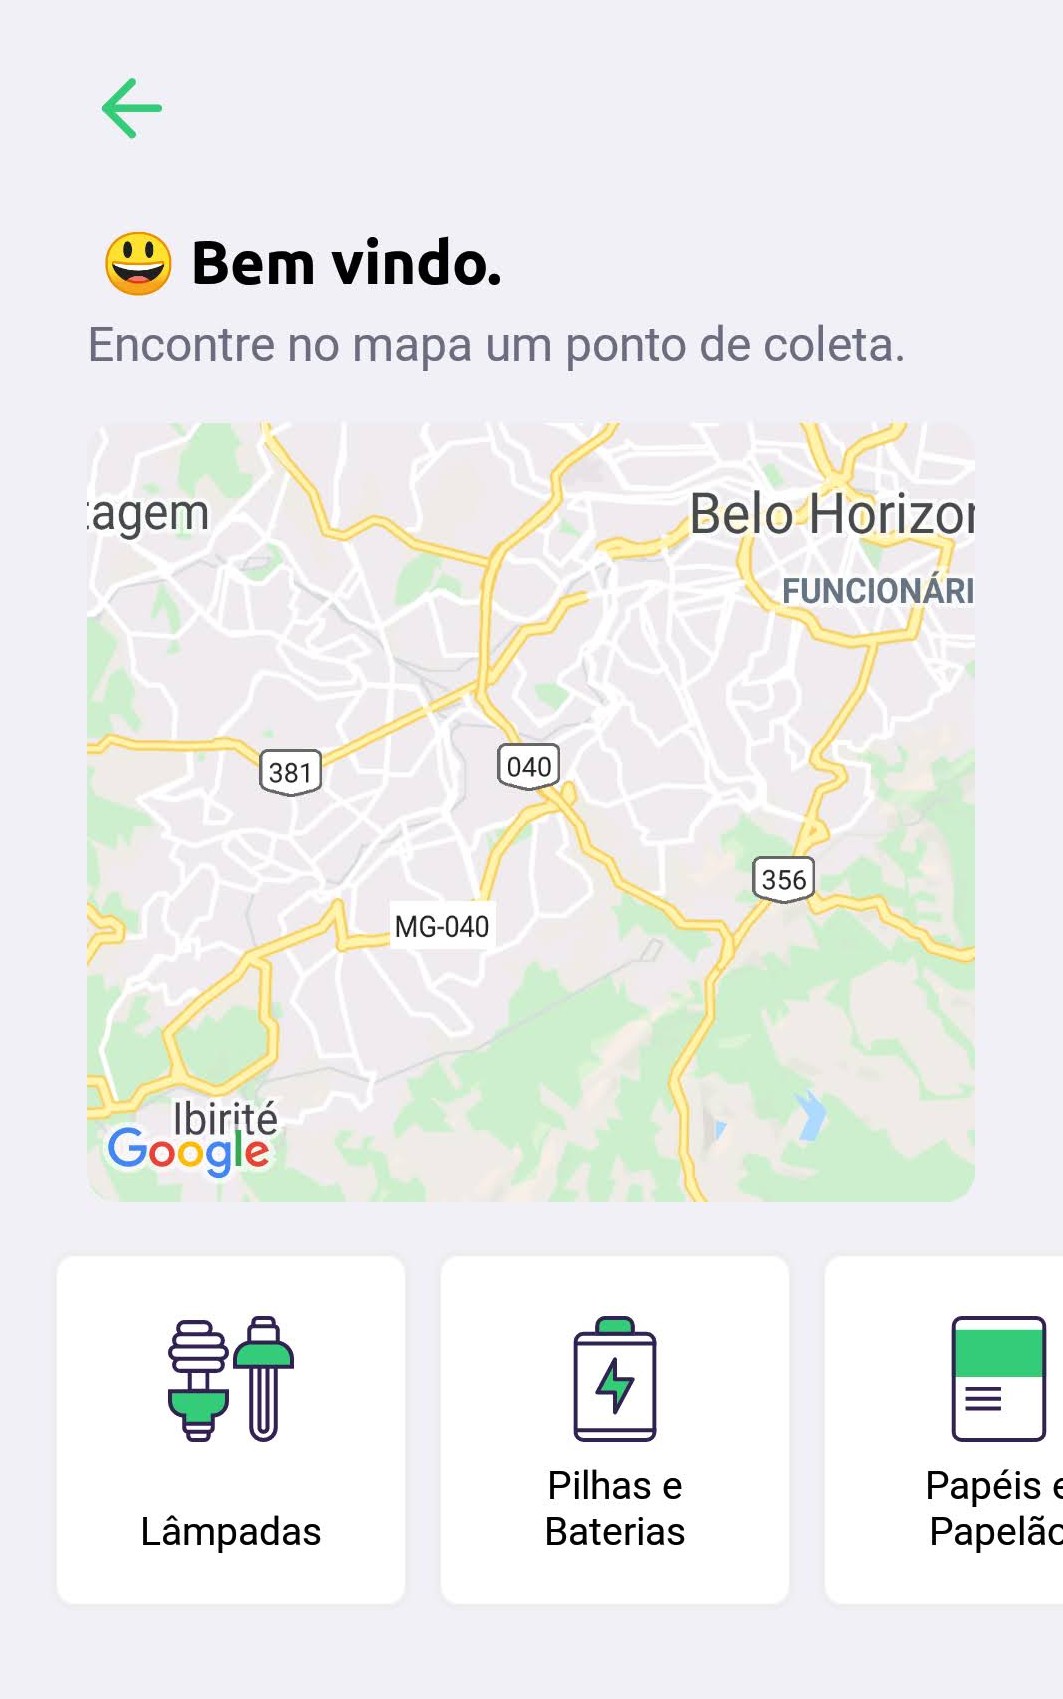 Bem vindo.
Encontre no mapa um ponto de coleta.
tagem
Belo Horizon
FUNCIONÁRI
381
040
356
MG-040
Ibirité
Google
Lâmpadas
Pilhas e
Baterias
Papéis e
Papelão